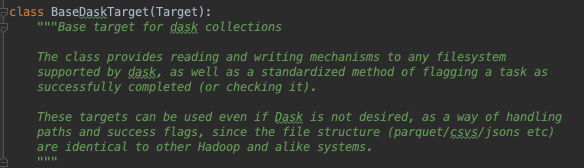 class BaseDaskTarget(Target):
"""Base target for dask collections
The class provides reading and writing mechanisms to any filesystem
supported by dask, as well as a standardized method of flagging a task as
successfully completed (or checking it).
These targets can be used even if Dask is not desired, as a way of handling
paths and success flags, since the file structure (parquet/csvs/jsons etc)
are identical to other Hadoop and alike systems.
"""